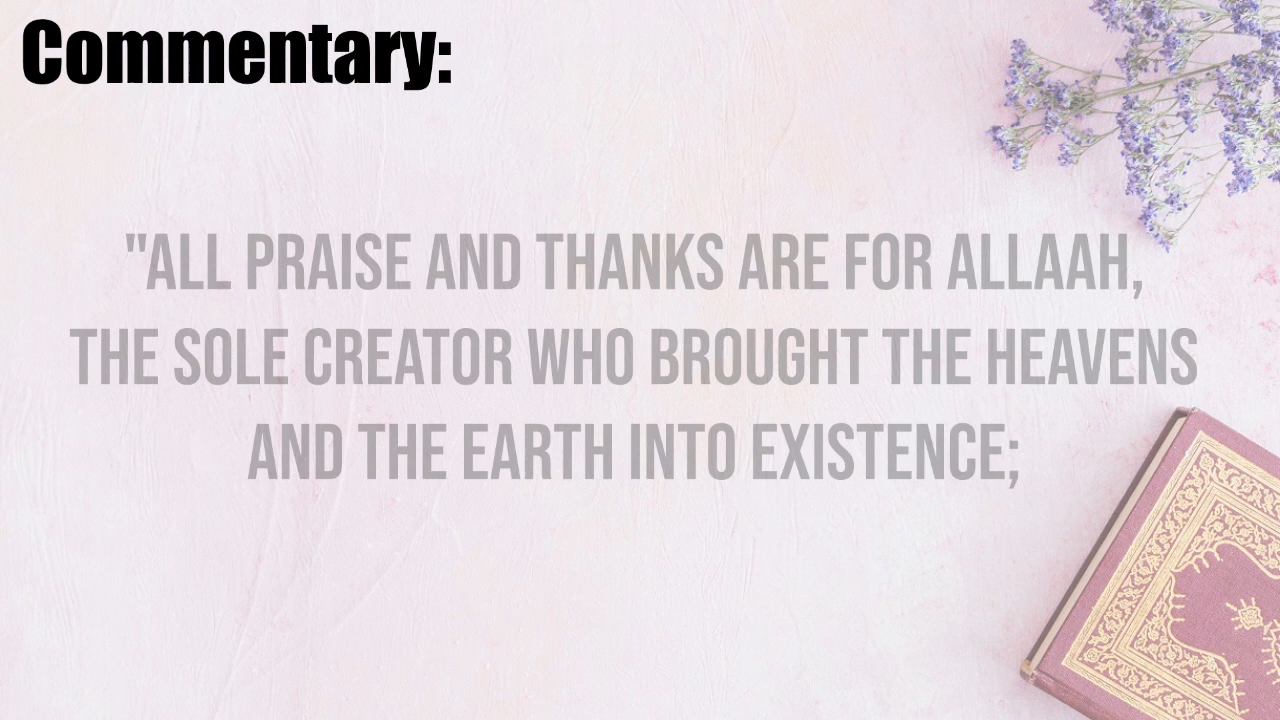 Commentary:
"ALL PRAISE AND THANKS ARE FOR ALLAAH,
THE SOLE CREATOR WHO BROUGHT THE HEAVENS
AND THE EARTH INTO EXISTENCE;